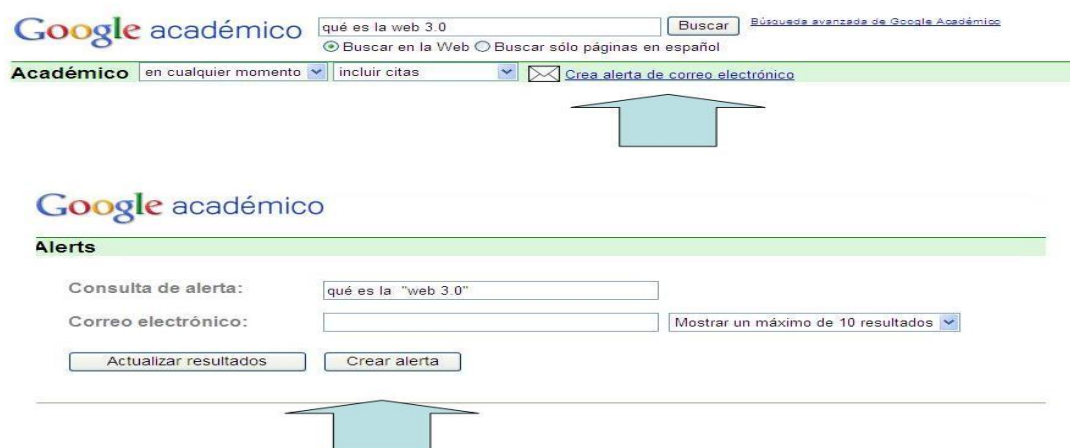 Google académico qué es la web 3.0 Buscar Búsqueda avanzada de Google Académico
Buscar en la Web Buscar sólo páginas en español
Académico en cualquier momento incluir citas Crea alerta de correo electrónico
Google académico
Alerts
Consulta de alerta: qué es la "web 3.0"
Correo electrónico: Mostrar un máximo de 10 resultados
Actualizar resultados Crear alerta